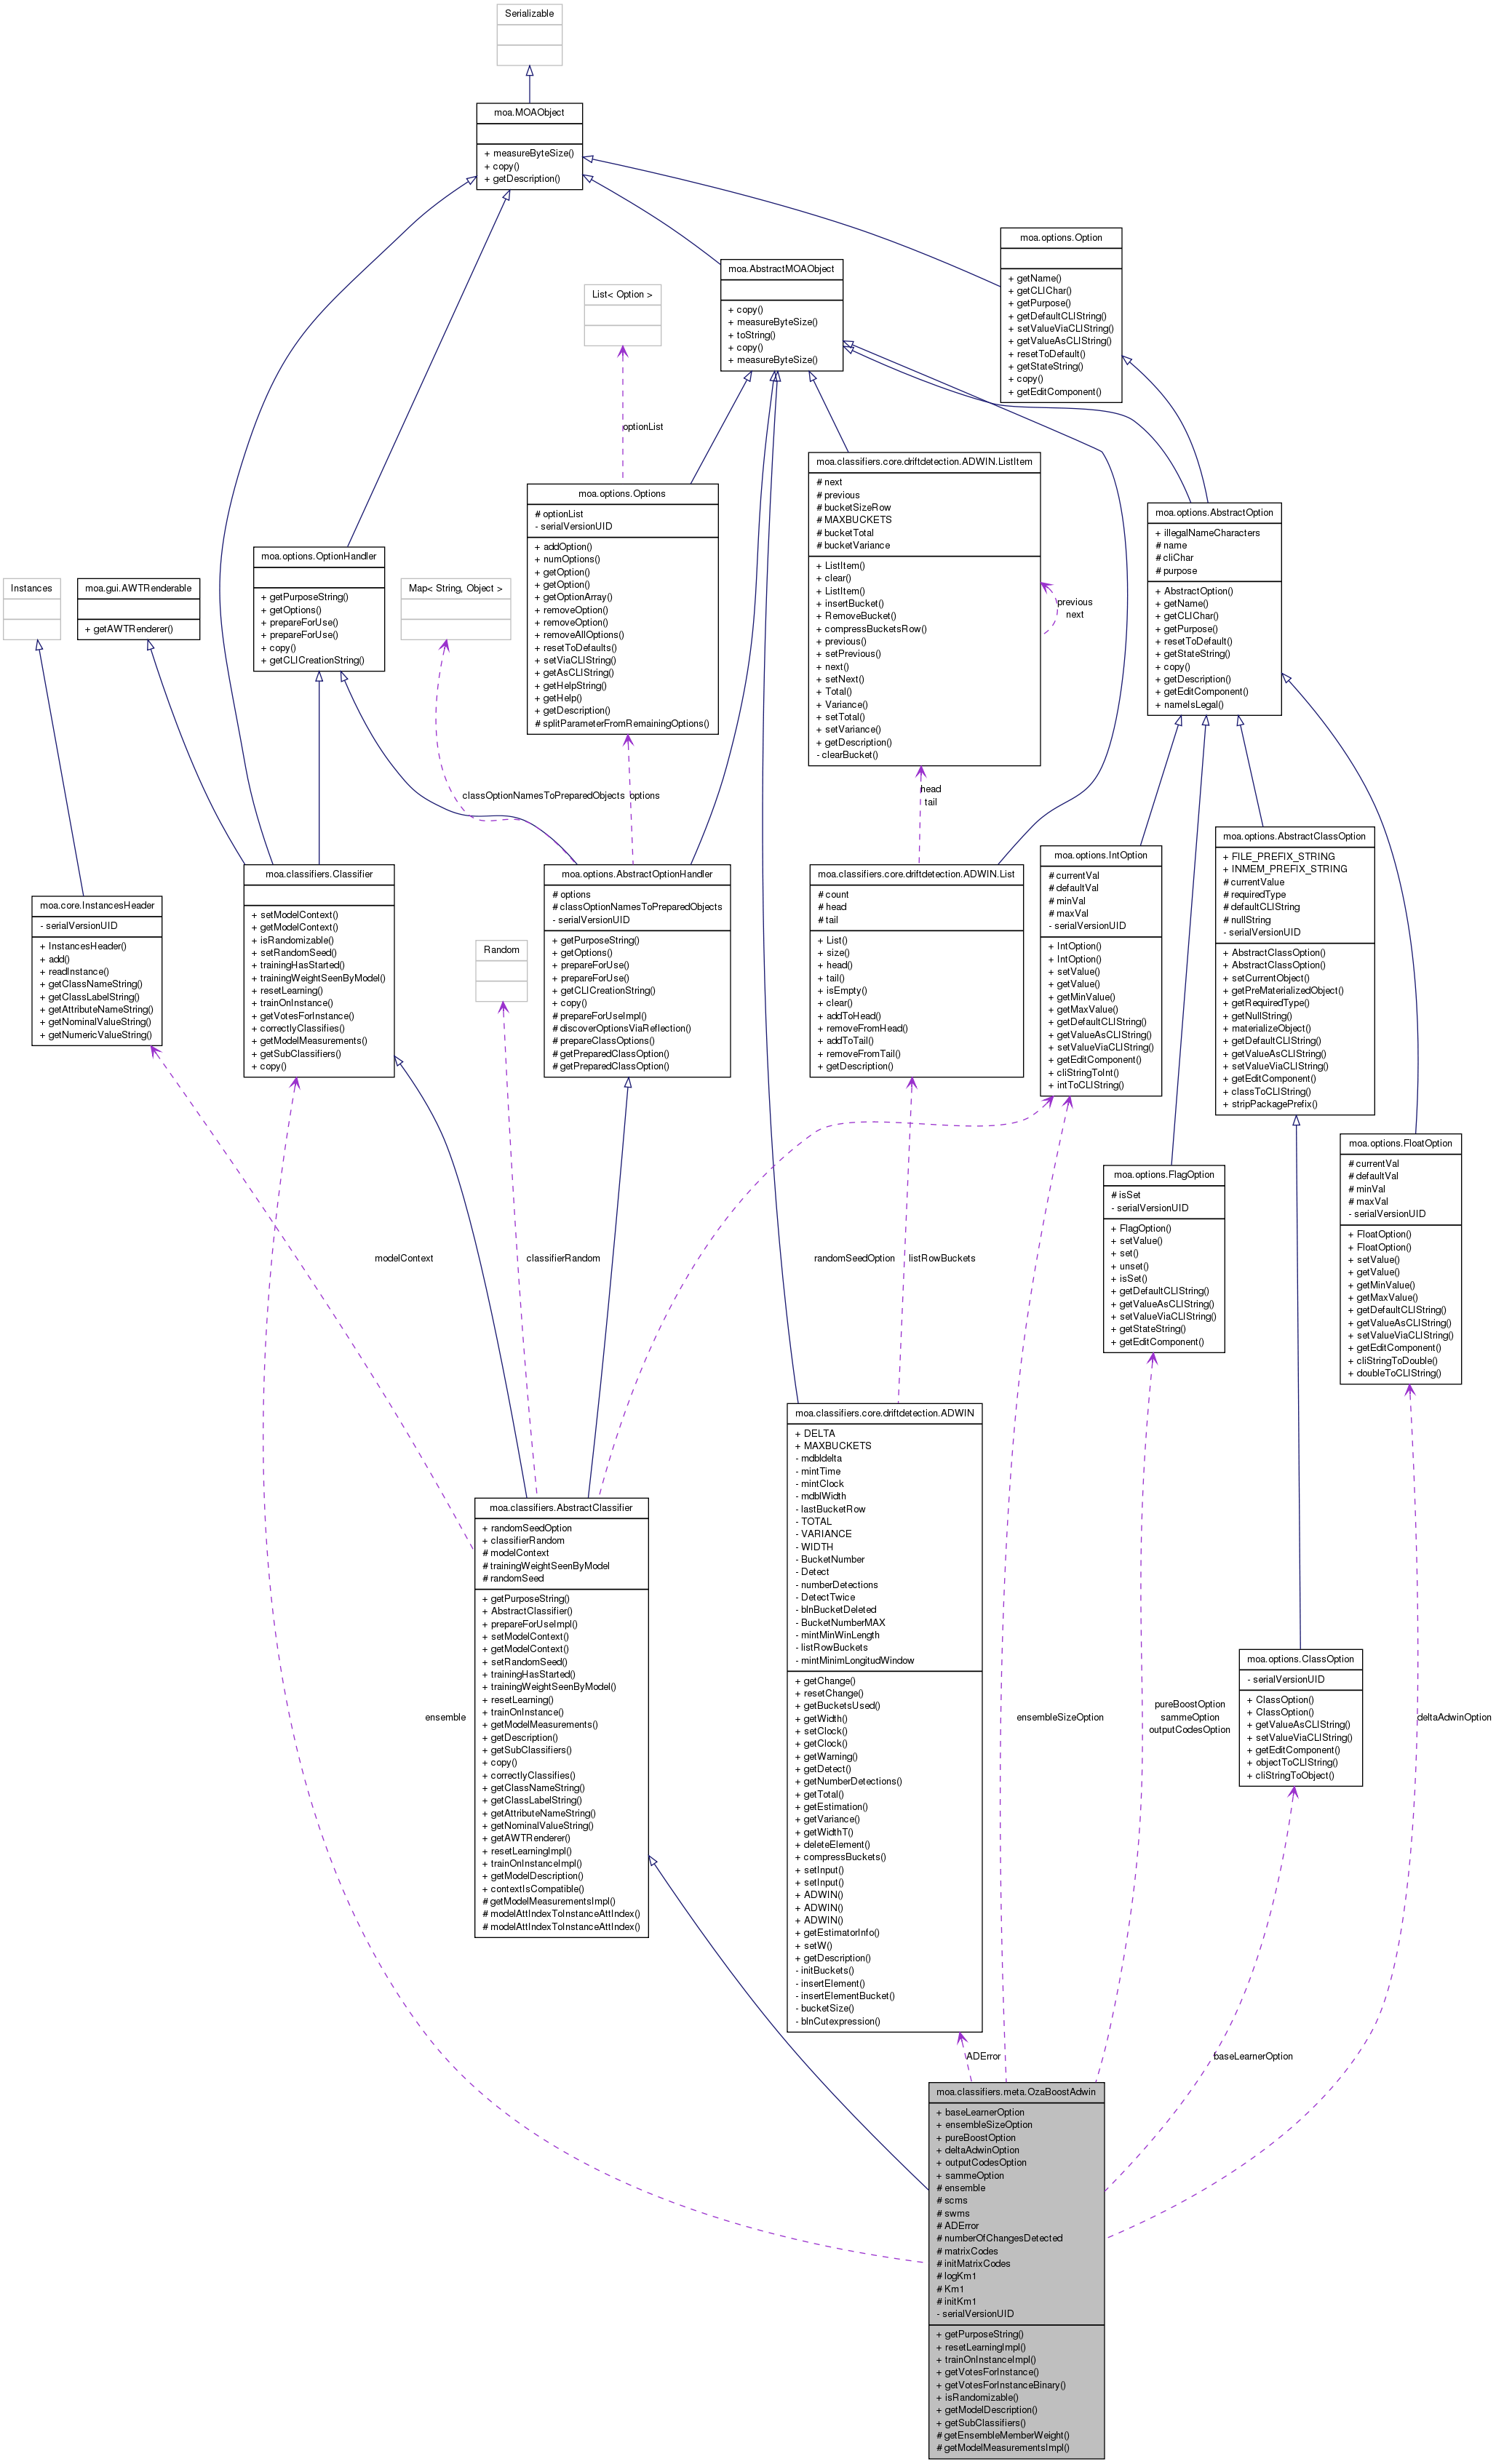 Serializable
moa.MOAObject
+ measureByteSize()
+ copy()
+ getDescription()
moa.options.Option
+ getName()
+ getCLIChar()
+ getPurpose()
+ getDefaultCLIString()
+ setValueViaCLIString()
+ getValueAsCLIString()
+ resetToDefault()
+ getStateString()
+ copy()
+ getEditComponent()
moa.AbstractMOAObject
+ copy()
+ measureByteSize()
+ toString()
+ copy()
+ measureByteSize()
List< Option >
optionList
moa.classifiers.core.driftdetection.ADWIN.ListItem
# next
# previous
# bucketSizeRow
# MAXBUCKETS
# bucketTotal
# bucketVariance
+ ListItem()
+ clear()
+ ListItem()
+ insertBucket()
+ RemoveBucket()
+ compressBucketsRow()
+ previous()
+ setPrevious()
+ next()
+ setNext()
+ Total()
+ Variance()
+ setTotal()
+ setVariance()
+ getDescription()
- clearBucket()
previous
next
moa.options.Options
# optionList
- serialVersionUID
+ addOption()
+ numOptions()
+ getOption()
+ getOption()
+ getOptionArray()
+ removeOption()
+ removeOption()
+ removeAllOptions()
+ resetToDefaults()
+ setViaCLIString()
+ getAsCLIString()
+ getHelpString()
+ getHelp()
+ getDescription()
# splitParameterFromRemainingOptions()
moa.options.AbstractOption
+ illegalNameCharacters
# name
# cliChar
# purpose
+ AbstractOption()
+ getName()
+ getCLIChar()
+ getPurpose()
+ resetToDefault()
+ getStateString()
+ copy()
+ getDescription()
+ getEditComponent()
+ nameIsLegal()
moa.options.OptionHandler
+ getPurposeString()
+ getOptions()
+ prepareForUse()
+ prepareForUse()
+ copy()
+ getCLICreationString()
Instances
moa.gui.AWTRenderable
+ getAWTRenderer()
Map< String, Object >
classOptionNamesToPreparedObjects
options
head
tail
moa.core.InstancesHeader
- serialVersionUID
+ InstancesHeader()
+ add()
+ readInstance()
+ getClassNameString()
+ getClassLabelString()
+ getAttributeNameString()
+ getNominalValueString()
+ getNumericValueString()
moa.classifiers.Classifier
+ setModelContext()
+ getModelContext()
+ isRandomizable()
+ setRandomSeed()
+ trainingHasStarted()
+ trainingWeightSeenByModel()
+ resetLearning()
+ trainOnInstance()
+ getVotesForInstance()
+ correctlyClassifies()
+ getModelMeasurements()
+ getSubClassifiers()
+ copy()
Random
moa.options.AbstractOptionHandler
# options
# classOptionNamesToPreparedObjects
- serialVersionUID
+ getPurposeString()
+ getOptions()
+ prepareForUse()
+ prepareForUse()
+ getCLICreationString()
+ copy()
# prepareForUseImpl()
# discoverOptionsViaReflection()
# prepareClassOptions()
# getPreparedClassOption()
# getPreparedClassOption()
moa.classifiers.core.driftdetection.ADWIN.List
# count
# head
# tail
+ List()
+ size()
+ head()
+ tail()
+ isEmpty()
+ clear()
+ addToHead()
+ removeFromHead()
+ addToTail()
+ removeFromTail()
+ getDescription()
moa.options.IntOption
# currentVal
# defaultVal
# minVal
# maxVal
- serialVersionUID
+ IntOption()
+ IntOption()
+ setValue()
+ getValue()
+ getMinValue()
+ getMaxValue()
+ getDefaultCLIString()
+ getValueAsCLIString()
+ setValueViaCLIString()
+ getEditComponent()
+ cliStringToInt()
+ intToCLIString()
moa.options.AbstractClassOption
+ FILE_PREFIX_STRING
+ INMEM_PREFIX_STRING
# currentValue
# requiredType
# defaultCLIString
# nullString
- serialVersionUID
+ AbstractClassOption()
+ AbstractClassOption()
+ setCurrentObject()
+ getPreMaterializedObject()
+ getRequiredType()
+ getNullString()
+ materializeObject()
+ getDefaultCLIString()
+ getValueAsCLIString()
+ setValueViaCLIString()
+ getEditComponent()
+ classToCLIString()
+ stripPackagePrefix()
moa.options.FlagOption
# isSet
- serialVersionUID
+ FlagOption()
+ setValue()
+ set()
+ unset()
+ isSet()
+ getDefaultCLIString()
+ getValueAsCLIString()
+ setValueViaCLIString()
+ getStateString()
+ getEditComponent()
moa.options.FloatOption
# currentVal
# defaultVal
# minVal
# maxVal
- serialVersionUID
+ FloatOption()
+ FloatOption()
+ setValue()
+ getValue()
+ getMinValue()
+ getMaxValue()
+ getDefaultCLIString()
+ getValueAsCLIString()
+ setValueViaCLIString()
+ getEditComponent()
+ cliStringToDouble()
+ doubleToCLIString()
modelContext
classifierRandom
randomSeedOption
listRowBuckets
moa.classifiers.AbstractClassifier
+ randomSeedOption
+ classifierRandom
# modelContext
# trainingWeightSeenByModel
# randomSeed
+ getPurposeString()
+ AbstractClassifier()
+ prepareForUseImpl()
+ setModelContext()
+ getModelContext()
+ setRandomSeed()
+ trainingHasStarted()
+ trainingWeightSeenByModel()
+ resetLearning()
+ trainOnInstance()
+ getModelMeasurements()
+ getDescription()
+ getSubClassifiers()
+ copy()
+ correctlyClassifies()
+ getClassNameString()
+ getClassLabelString()
+ getAttributeNameString()
+ getNominalValueString()
+ getAWTRenderer()
+ resetLearningImpl()
+ trainOnInstanceImpl()
+ getModelDescription()
+ contextIsCompatible()
# getModelMeasurementsImpl()
# modelAttIndexToInstanceAttIndex()
# modelAttIndexToInstanceAttIndex()
moa.classifiers.core.driftdetection.ADWIN
+ DELTA
+ MAXBUCKETS
- mdbldelta
- mintTime
- mintClock
- mdblWidth
- lastBucketRow
- TOTAL
- VARIANCE
- WIDTH
- BucketNumber
- Detect
- numberDetections
- DetectTwice
- blnBucketDeleted
- BucketNumberMAX
- mintMinWinLength
- listRowBuckets
- mintMinimLongitudWindow
+ getChange()
+ resetChange()
+ getBucketsUsed()
+ getWidth()
+ setClock()
+ getClock()
+ getWarning()
+ getDetect()
+ getNumberDetections()
+ getTotal()
+ getEstimation()
+ getVariance()
+ getWidthT()
+ deleteElement()
+ compressBuckets()
+ setInput()
+ setInput()
+ ADWIN()
+ ADWIN()
+ ADWIN()
+ getEstimatorInfo()
+ setW()
+ getDescription()
- initBuckets()
- insertElement()
- insertElementBucket()
- bucketSize()
- blnCutexpression()
moa.options.ClassOption
- serialVersionUID
+ ClassOption()
+ ClassOption()
+ getValueAsCLIString()
+ setValueViaCLIString()
+ getEditComponent()
+ objectToCLIString()
+ cliStringToObject()
ensemble
ensembleSizeOption
pureBoostOption
sammeOption
outputCodesOption
deltaAdwinOption
ADError
baseLearnerOption
moa.classifiers.meta.OzaBoostAdwin
+ baseLearnerOption
+ ensembleSizeOption
+ pureBoostOption
+ deltaAdwinOption
+ outputCodesOption
+ sammeOption
# ensemble
# scms
# swms
# ADError
# numberOfChangesDetected
# matrixCodes
# initMatrixCodes
# logKm1
# Km1
# initKm1
- serialVersionUID
+ getPurposeString()
+ resetLearningImpl()
+ trainOnInstanceImpl()
+ getVotesForInstance()
+ getVotesForInstanceBinary()
+ isRandomizable()
+ getModelDescription()
+ getSubClassifiers()
# getEnsembleMemberWeight()
# getModelMeasurementsImpl()